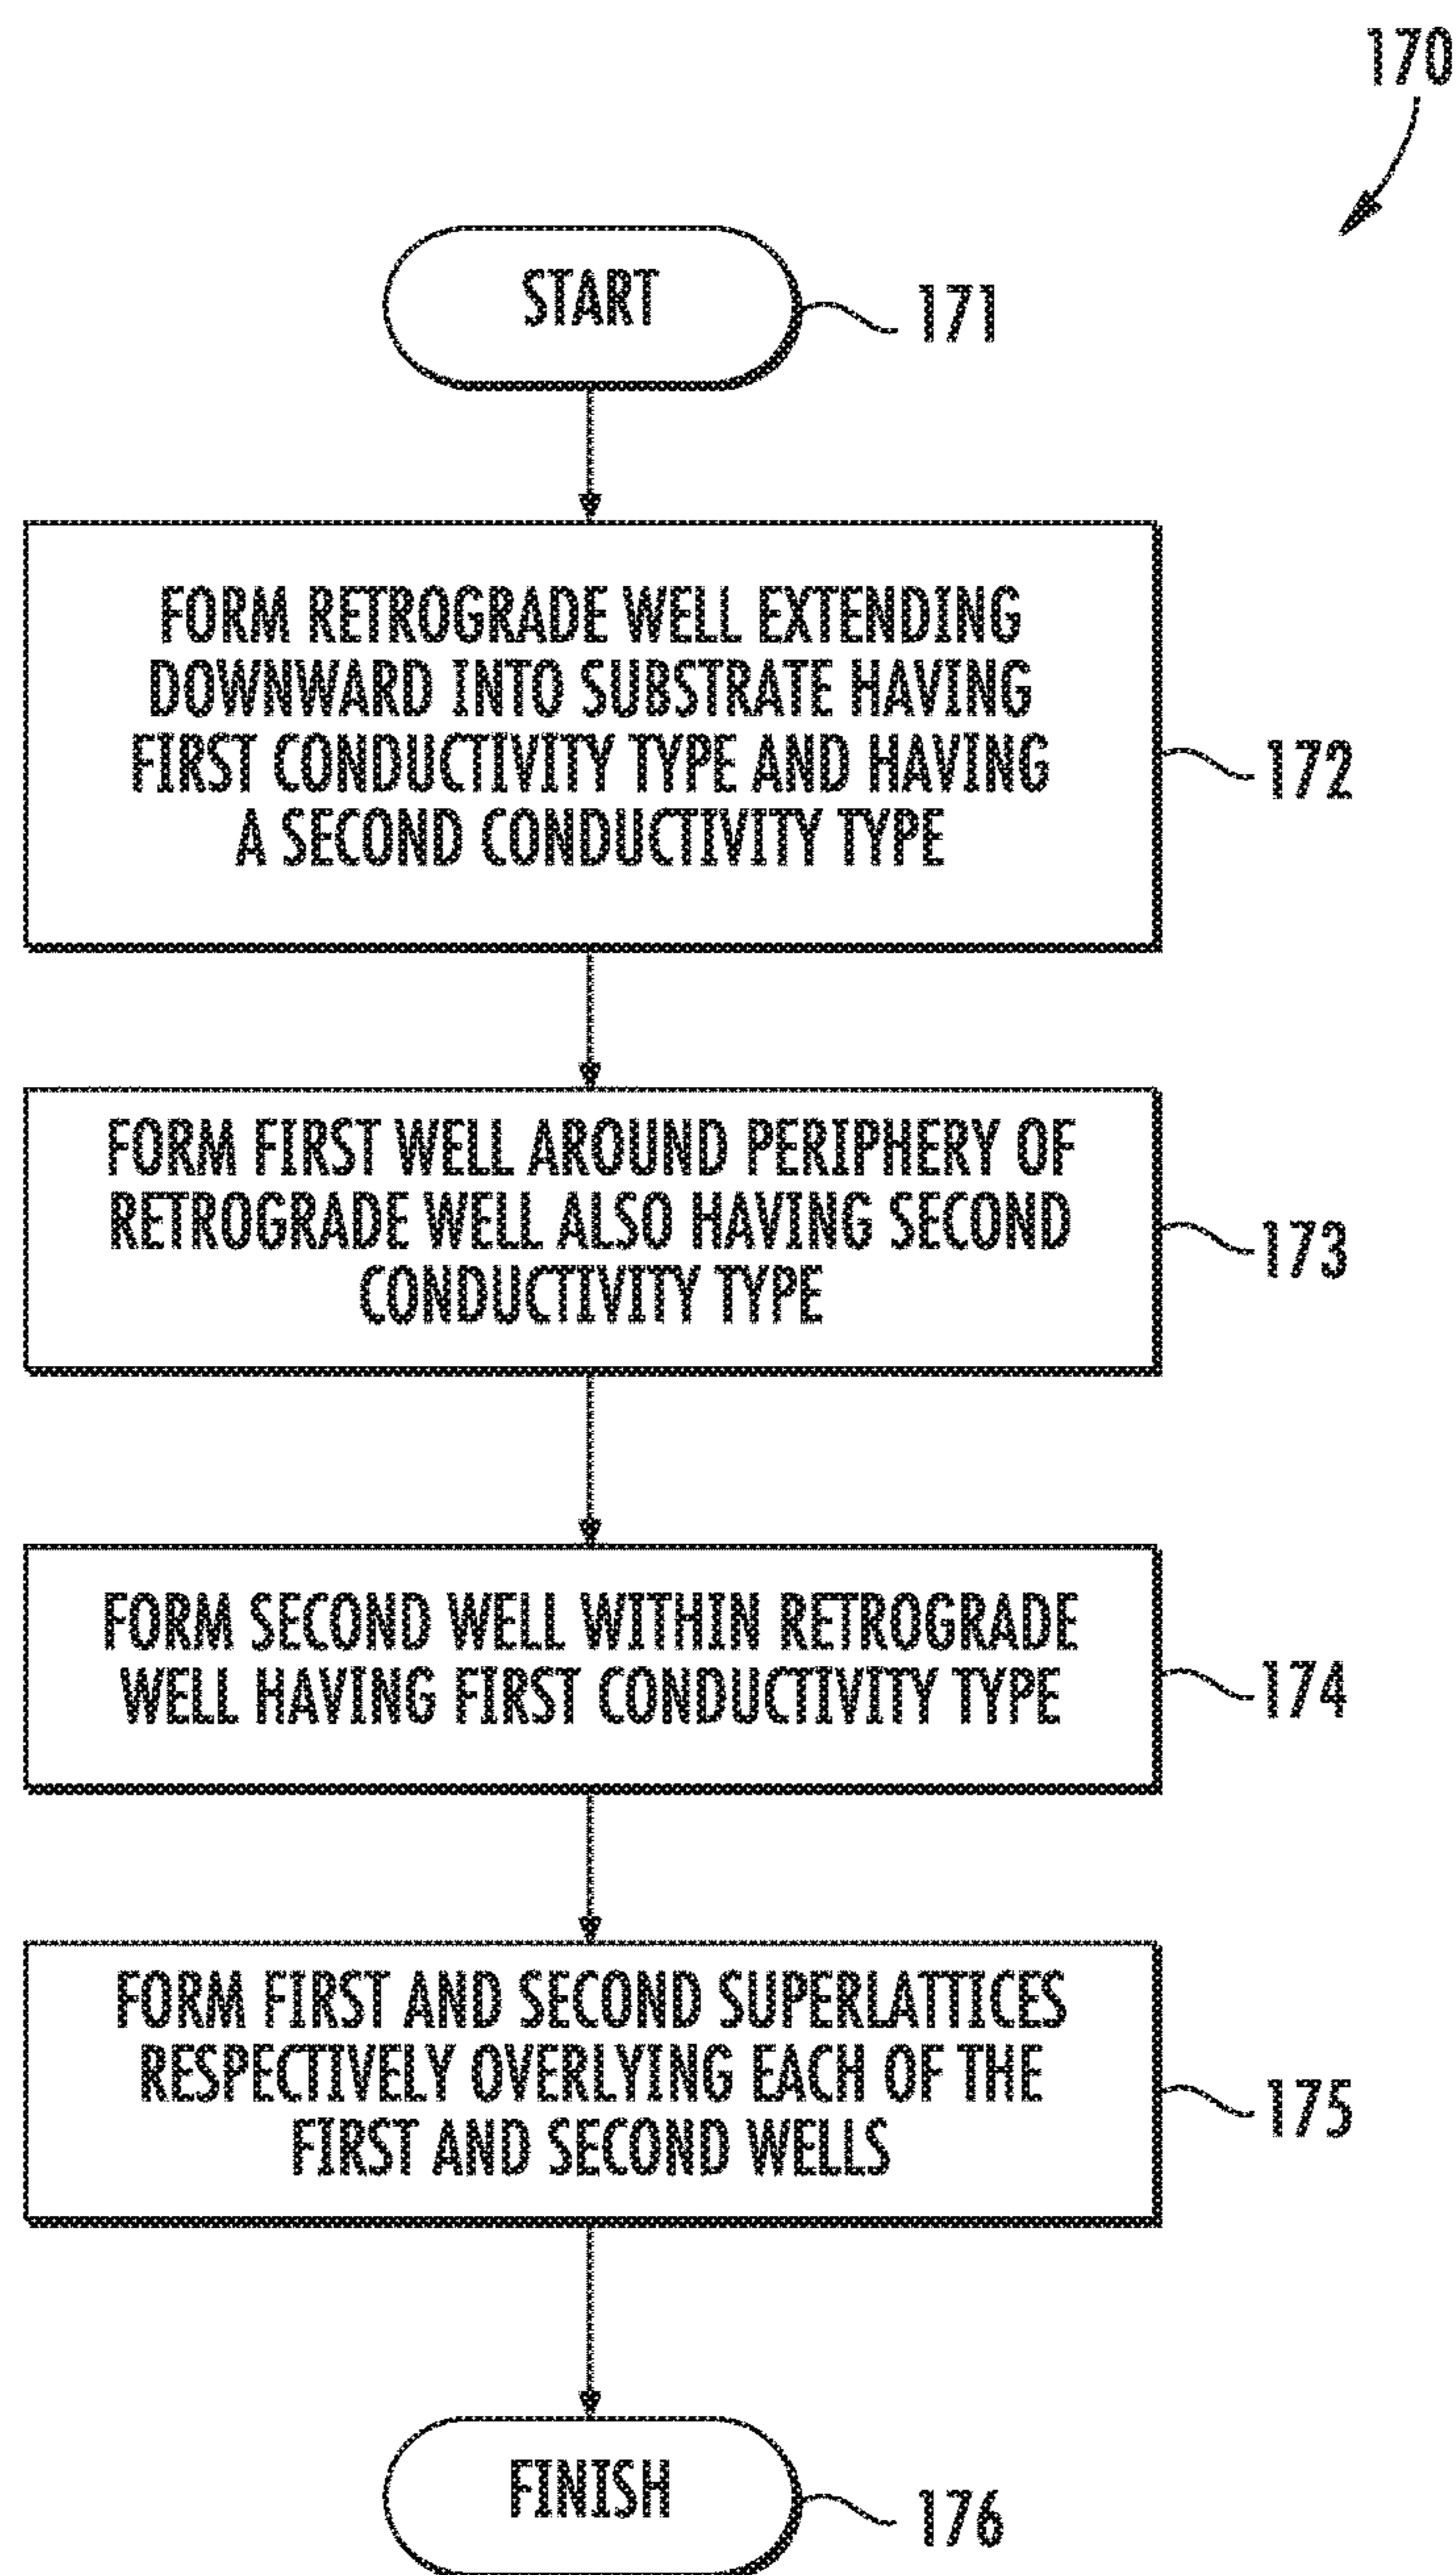 170
START
171
FORM RETROGRADE WELL EXTENDING
DOWNWARD INTO SUBSTRATE HAVING
FIRST CONDUCTIVITY TYPE AND HAVING
A SECOND CONDUCTIVITY TYPE
172
FORM FIRST WELL AROUND PERIPHERY OF
RETROGRADE WELL ALSO HAVING SECOND
CONDUCTIVITY TYPE
173
FORM SECOND WELL WITHIN RETROGRADE
WELL HAVING FIRST CONDUCTIVITY TYPE
174
FORM FIRST AND SECOND SUPERLATTICES
RESPECTIVELY OVERLYING EACH OF THE
FIRST AND SECOND WELLS
175
FINISH
176